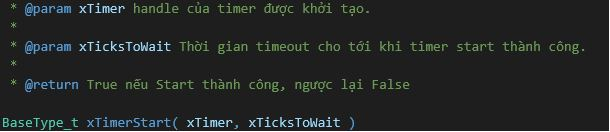 * @param xTimer handle của timer được khởi tạo.
*
* @param xTicksToWait Thời gian timeout cho tới khi timer start thành công.
*
* @return True nếu Start thành công, ngược lại False
BaseType_t xTimerStart( xTimer, xTicksToWait )